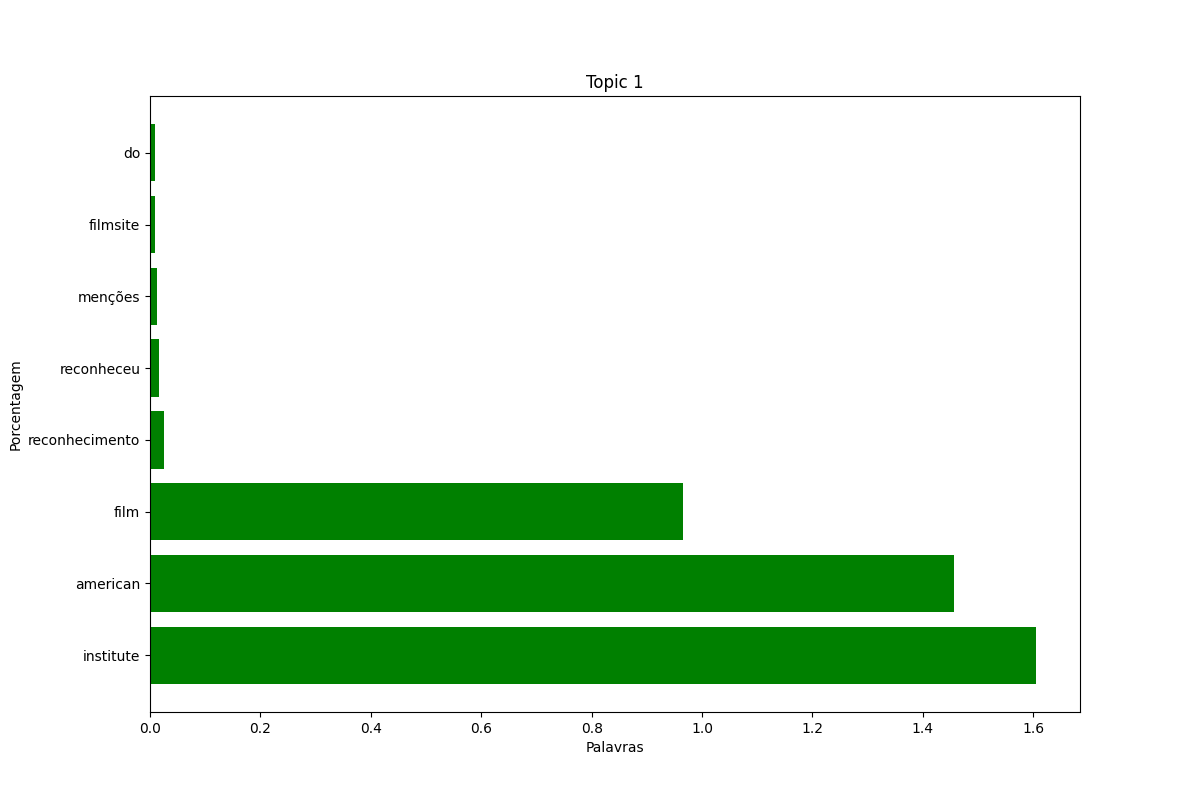 Topic 1
do
filmsite
menções
reconheceu
reconhecimento
film
american
institute
Porcentagem
0.0 0.2 0.4 0.6 0.8 1.0 1.2 1.4 1.6
Palavras